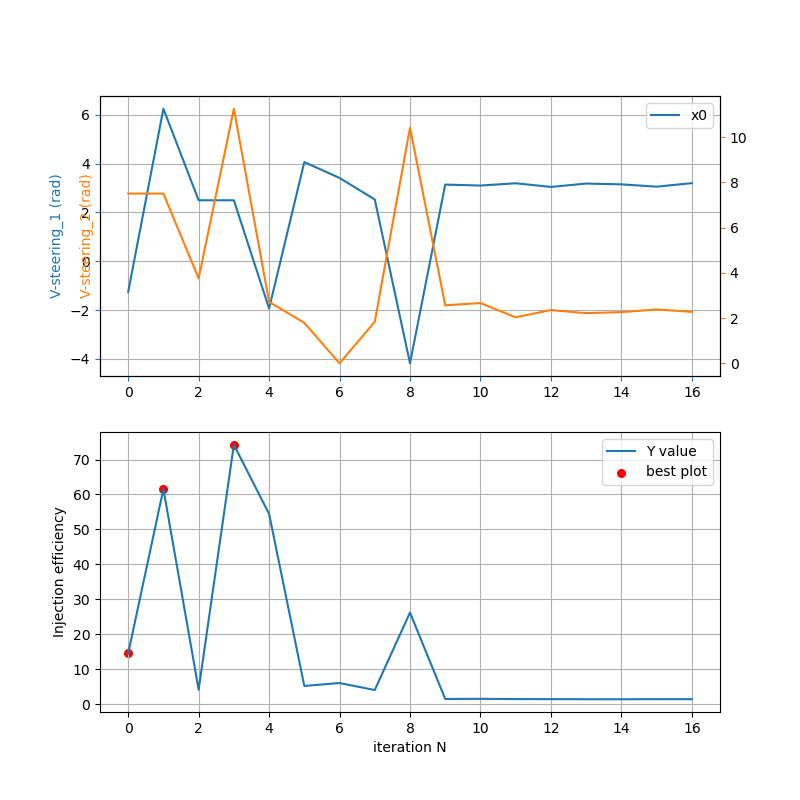 x0
6
4
2
0
−2
−4
V-steering_1 (rad)
V-steering_2 (rad)
10
8
6
4
2
0
0 2 4 6 8 10 12 14 16
Y value
best plot
70
60
50
40
30
20
10
0
Injection efficiency
0 2 4 6 8 10 12 14 16
iteration N